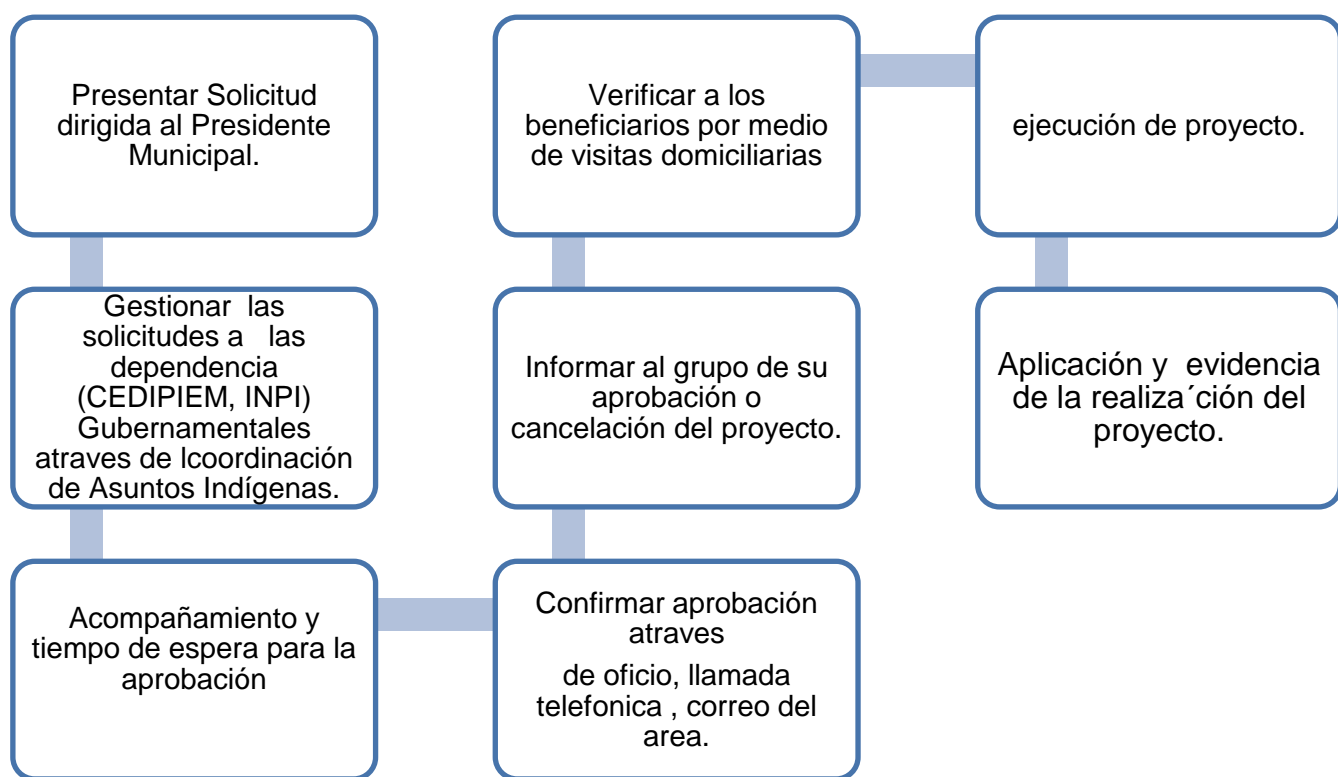 Presentar Solicitud
dirigida al Presidente
Municipal.
Gestionar las
solicitudes a las
dependencia
(CEDIPIEM, INPI)
Gubernamentales
atraves de lcoordinación
de Asuntos Indígenas.
Acompañamiento y
tiempo de espera para la
aprobación
Confirmar aprobación
atraves
de oficio, llamada
telefonica , correo del
area.
Informar al grupo de su
aprobación o
cancelación del proyecto.
Verificar a los
beneficiarios por medio
de visitas domiciliarias
ejecución de proyecto.
Aplicación y evidencia
de la realiza´ción del
proyecto.